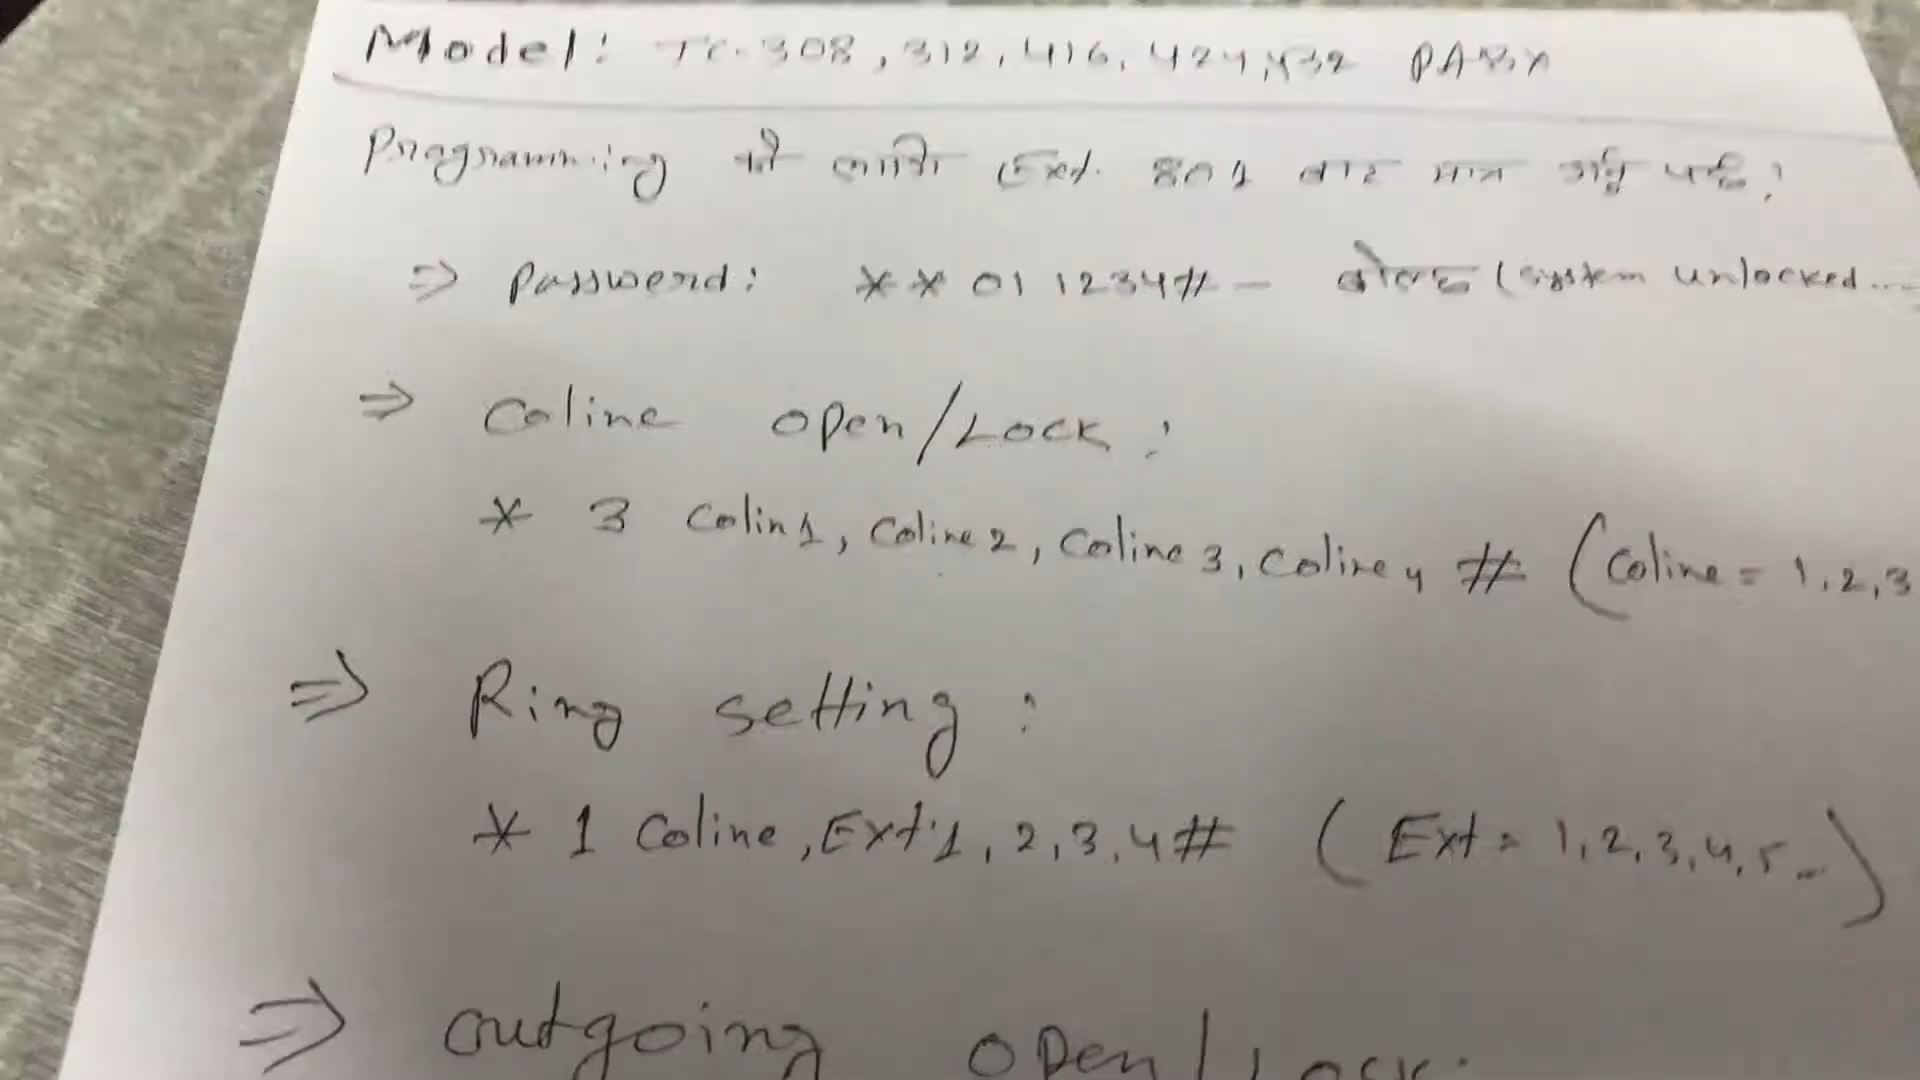 Model: TC-308, 312, 416, 424, 432 PABX
Programming को लागि Ext. 801 बाट मात्र गर्नु पर्छ!
⇒ Password: **01 1234# – बोल्छ (system unlocked...
⇒ Coline open/Lock:
* 3 Colin1, Coline2, Coline3, Coline4 # (Coline = 1,2,3
⇒ Ring setting:
* 1 Coline, Ext.1, 2, 3, 4 # (Ext = 1,2,3,4,5..)
⇒ outgoing open/Lock: